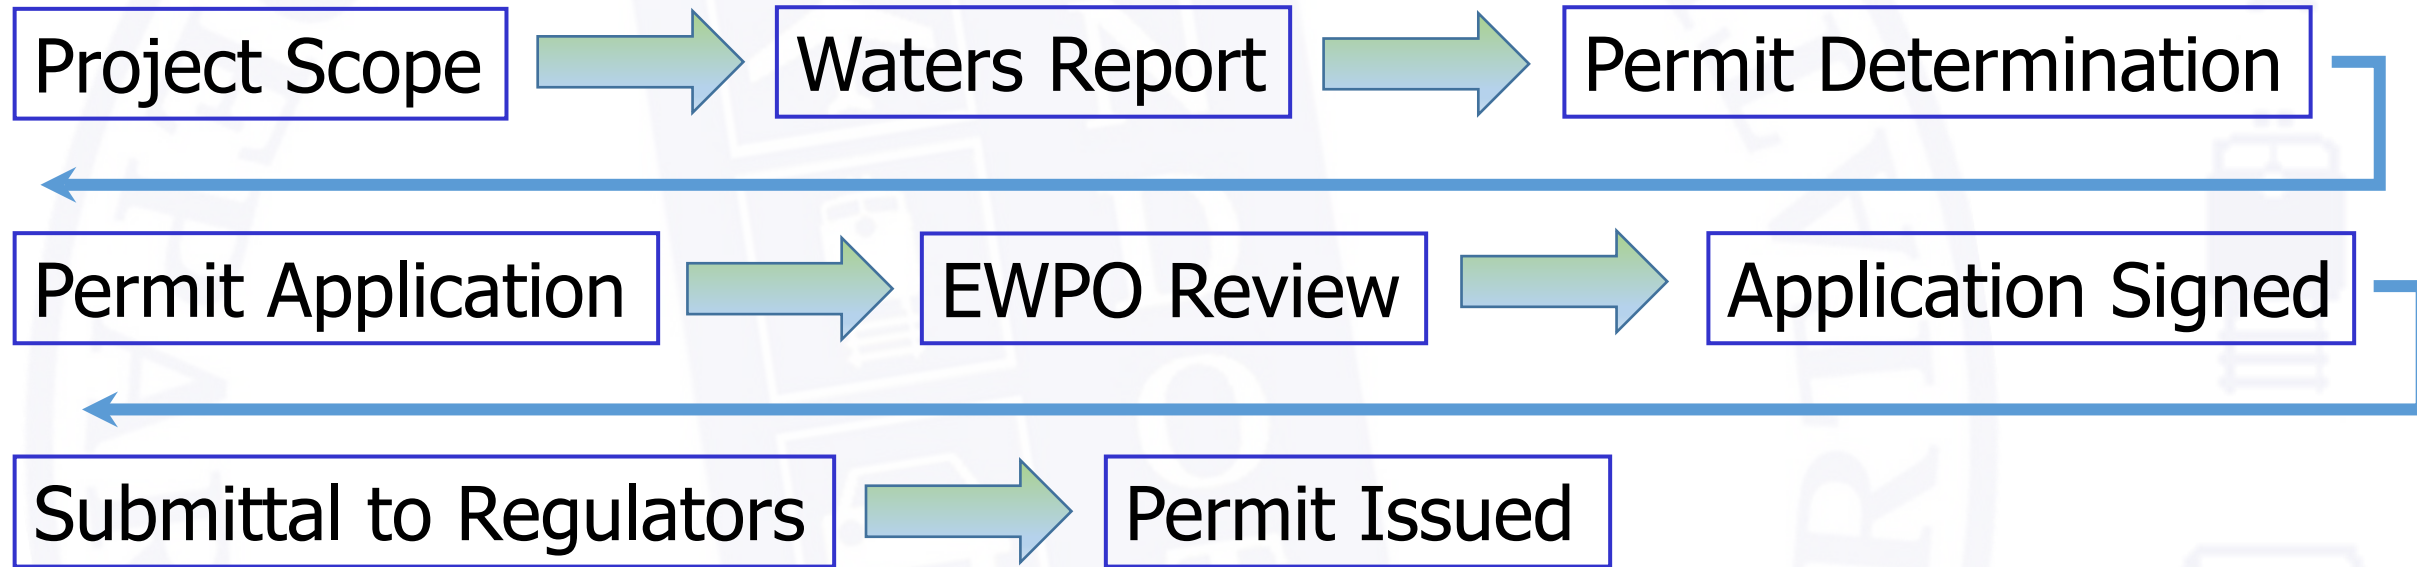 Project Scope
Waters Report
Permit Determination
Permit Application
EWPO Review
Application Signed
Submittal to Regulators
Permit Issued